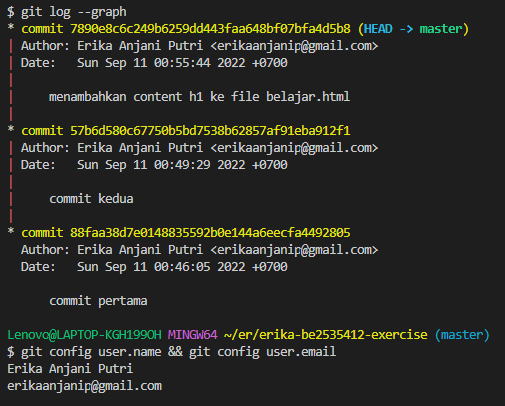 $ git log --graph
* commit 7890e8c6c249b6259dd443faa648bf07bfa4d5b8 (HEAD -> master)
| Author: Erika Anjani Putri <erikaanjanip@gmail.com>
| Date:   Sun Sep 11 00:55:44 2022 +0700
|
|     menambahkan content h1 ke file belajar.html
|
* commit 57b6d580c67750b5bd7538b62857af91eba912f1
| Author: Erika Anjani Putri <erikaanjanip@gmail.com>
| Date:   Sun Sep 11 00:49:29 2022 +0700
|
|     commit kedua
|
* commit 88faa38d7e0148835592b0e144a6eecfa4492805
  Author: Erika Anjani Putri <erikaanjanip@gmail.com>
  Date:   Sun Sep 11 00:46:05 2022 +0700

      commit pertama

Lenovo@LAPTOP-KGH199OH MINGW64 ~/er/erika-be2535412-exercise (master)
$ git config user.name && git config user.email
Erika Anjani Putri
erikaanjanip@gmail.com